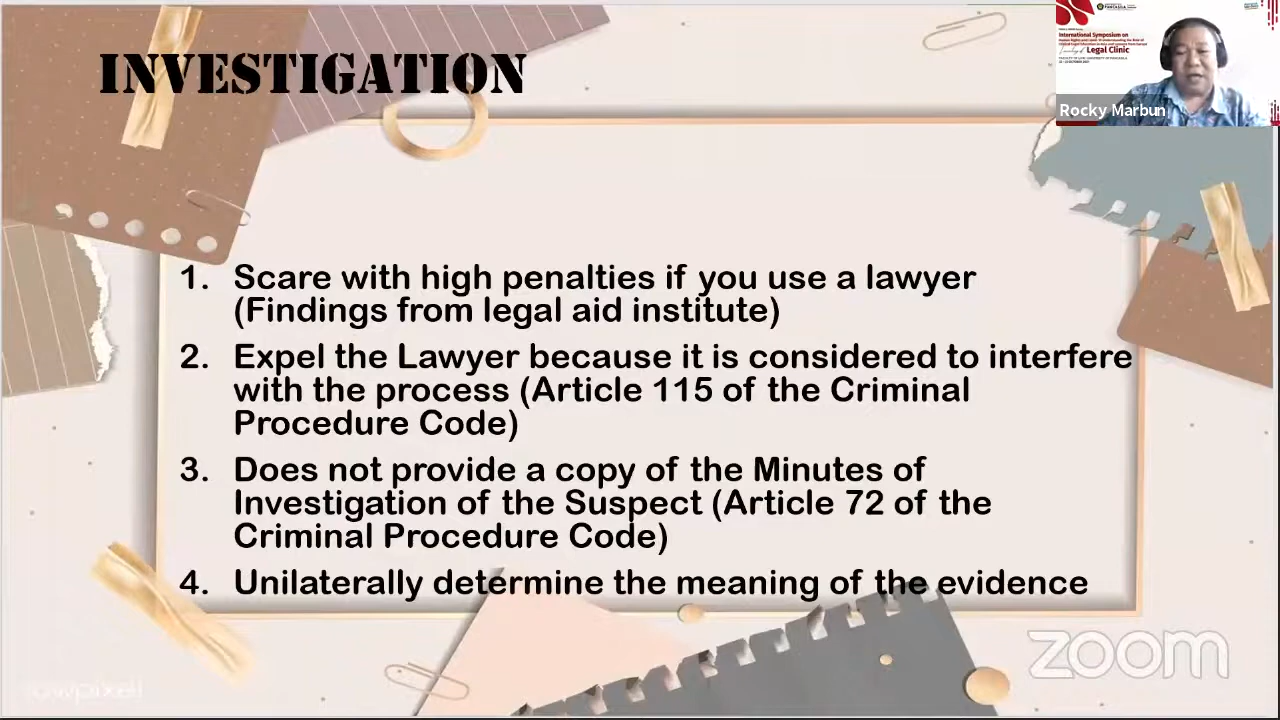 INVESTIGATION
International Symposium on
Legal Clinic
Rocky Marbun
1. Scare with high penalties if you use a lawyer
(Findings from legal aid institute)
2. Expel the Lawyer because it is considered to interfere
with the process (Article 115 of the Criminal
Procedure Code)
3. Does not provide a copy of the Minutes of
Investigation of the Suspect (Article 72 of the
Criminal Procedure Code)
4. Unilaterally determine the meaning of the evidence
zoom
rawpixel